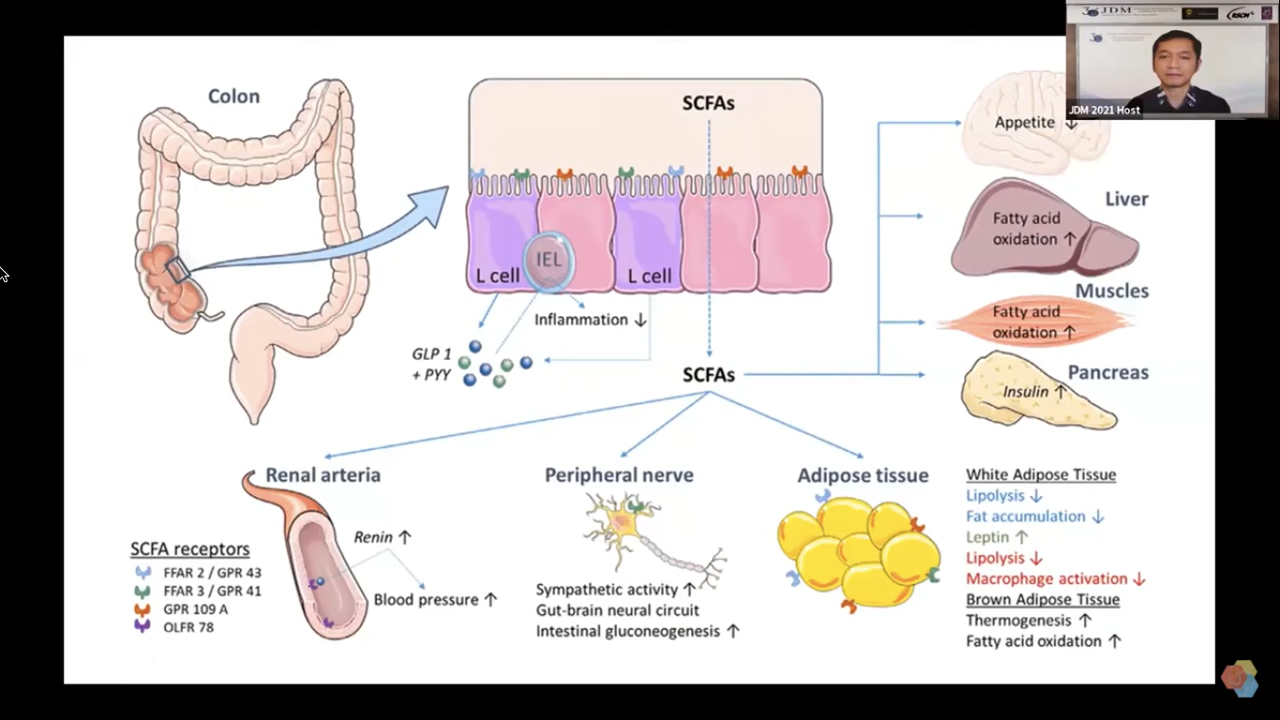 JDM
RSCH
JDM 2021 Host
Colon
SCFAs
Appetite ↓
Liver
Fatty acid
oxidation ↑
IEL
L cell
L cell
Muscles
Inflammation ↓
Fatty acid
oxidation ↑
GLP 1
+ PYY
SCFAs
Pancreas
Insulin ↑
Renal arteria
Peripheral nerve
Adipose tissue
White Adipose Tissue
Lipolysis ↓
Fat accumulation ↓
Leptin ↑
Lipolysis ↓
Macrophage activation ↓
Brown Adipose Tissue
Thermogenesis ↑
Fatty acid oxidation ↑
Renin ↑
Blood pressure ↑
SCFA receptors
FFAR 2 / GPR 43
FFAR 3 / GPR 41
GPR 109 A
OLFR 78
Sympathetic activity ↑
Gut-brain neural circuit
Intestinal gluconeogenesis ↑